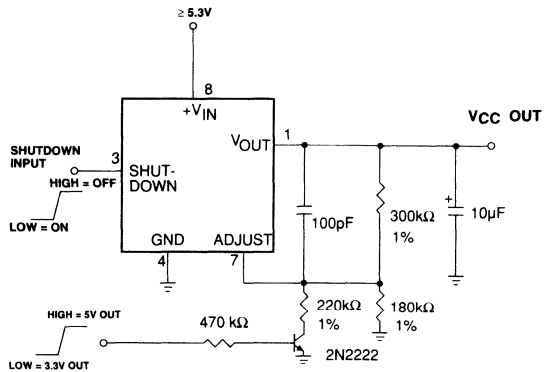 ≥ 5.3V
8
+VIN
VOUT
1
VCC OUT
SHUTDOWN
INPUT
3
SHUT-
DOWN
HIGH = OFF
LOW = ON
GND
ADJUST
4
7
100pF
300kΩ
1%
+
10µF
220kΩ
1%
180kΩ
1%
HIGH = 5V OUT
LOW = 3.3V OUT
470 kΩ
2N2222